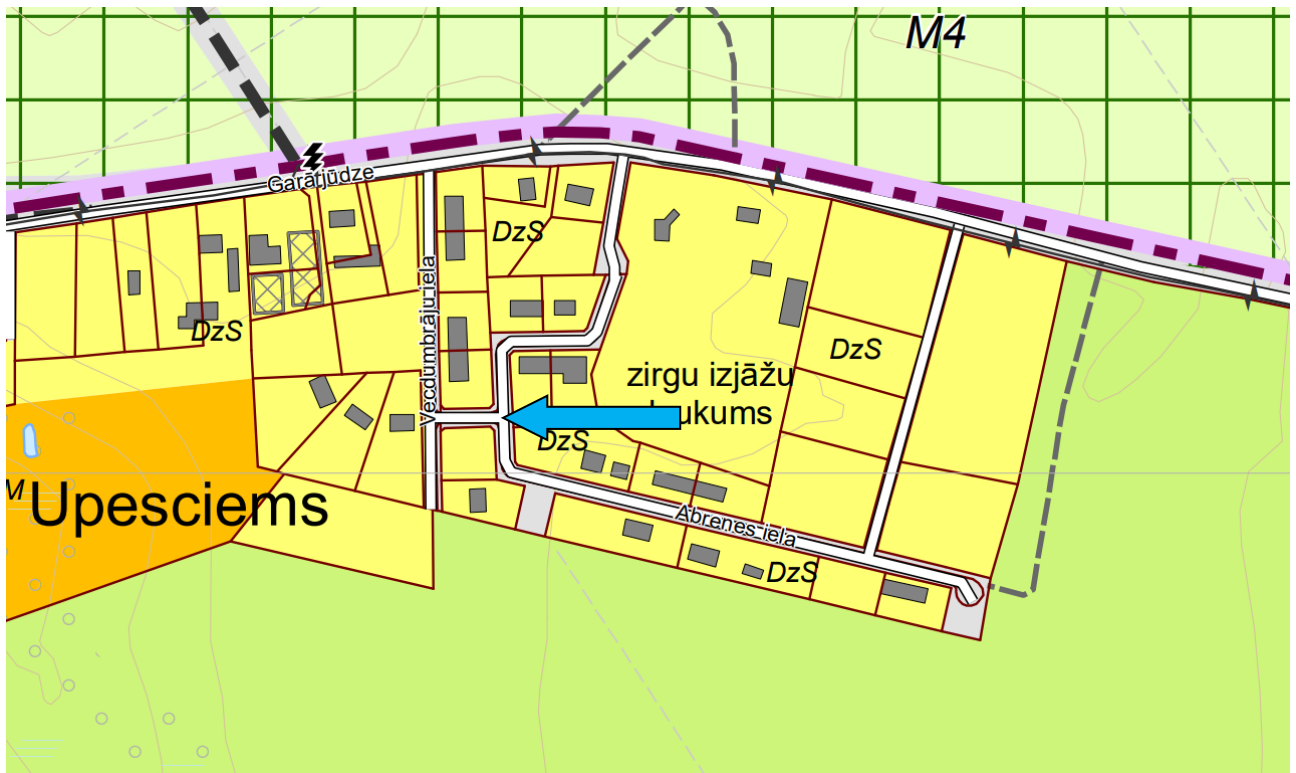 M4
Garātjūdze
DzS
Vecdumbrāju iela
DzS
DzS
zirgu izjāžu
laukums
DzS
M
Upesciems
Abrenes iela
DzS